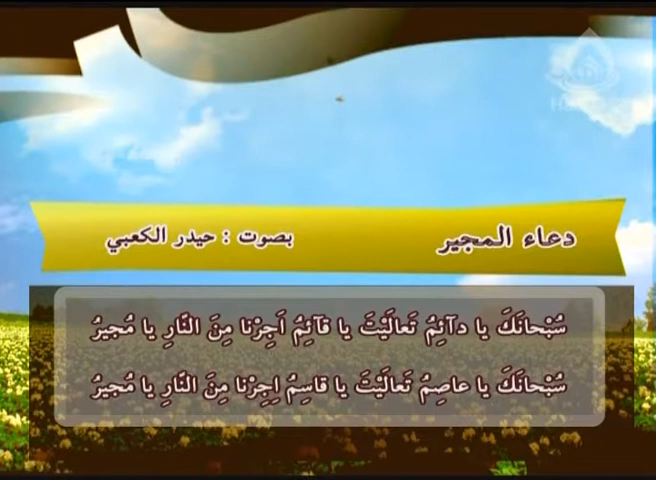 دعاء المجير
بصوت : حيدر الكعبي
سُبْحانَكَ يا دآئِمُ تَعالَيْتَ يا قآئِمُ اَجِرْنا مِنَ النّارِ يا مُجيرُ
سُبْحانَكَ يا عاصِمُ تَعالَيْتَ يا قاسِمُ اِجِرْنا مِنَ النّارِ يا مُجيرُ